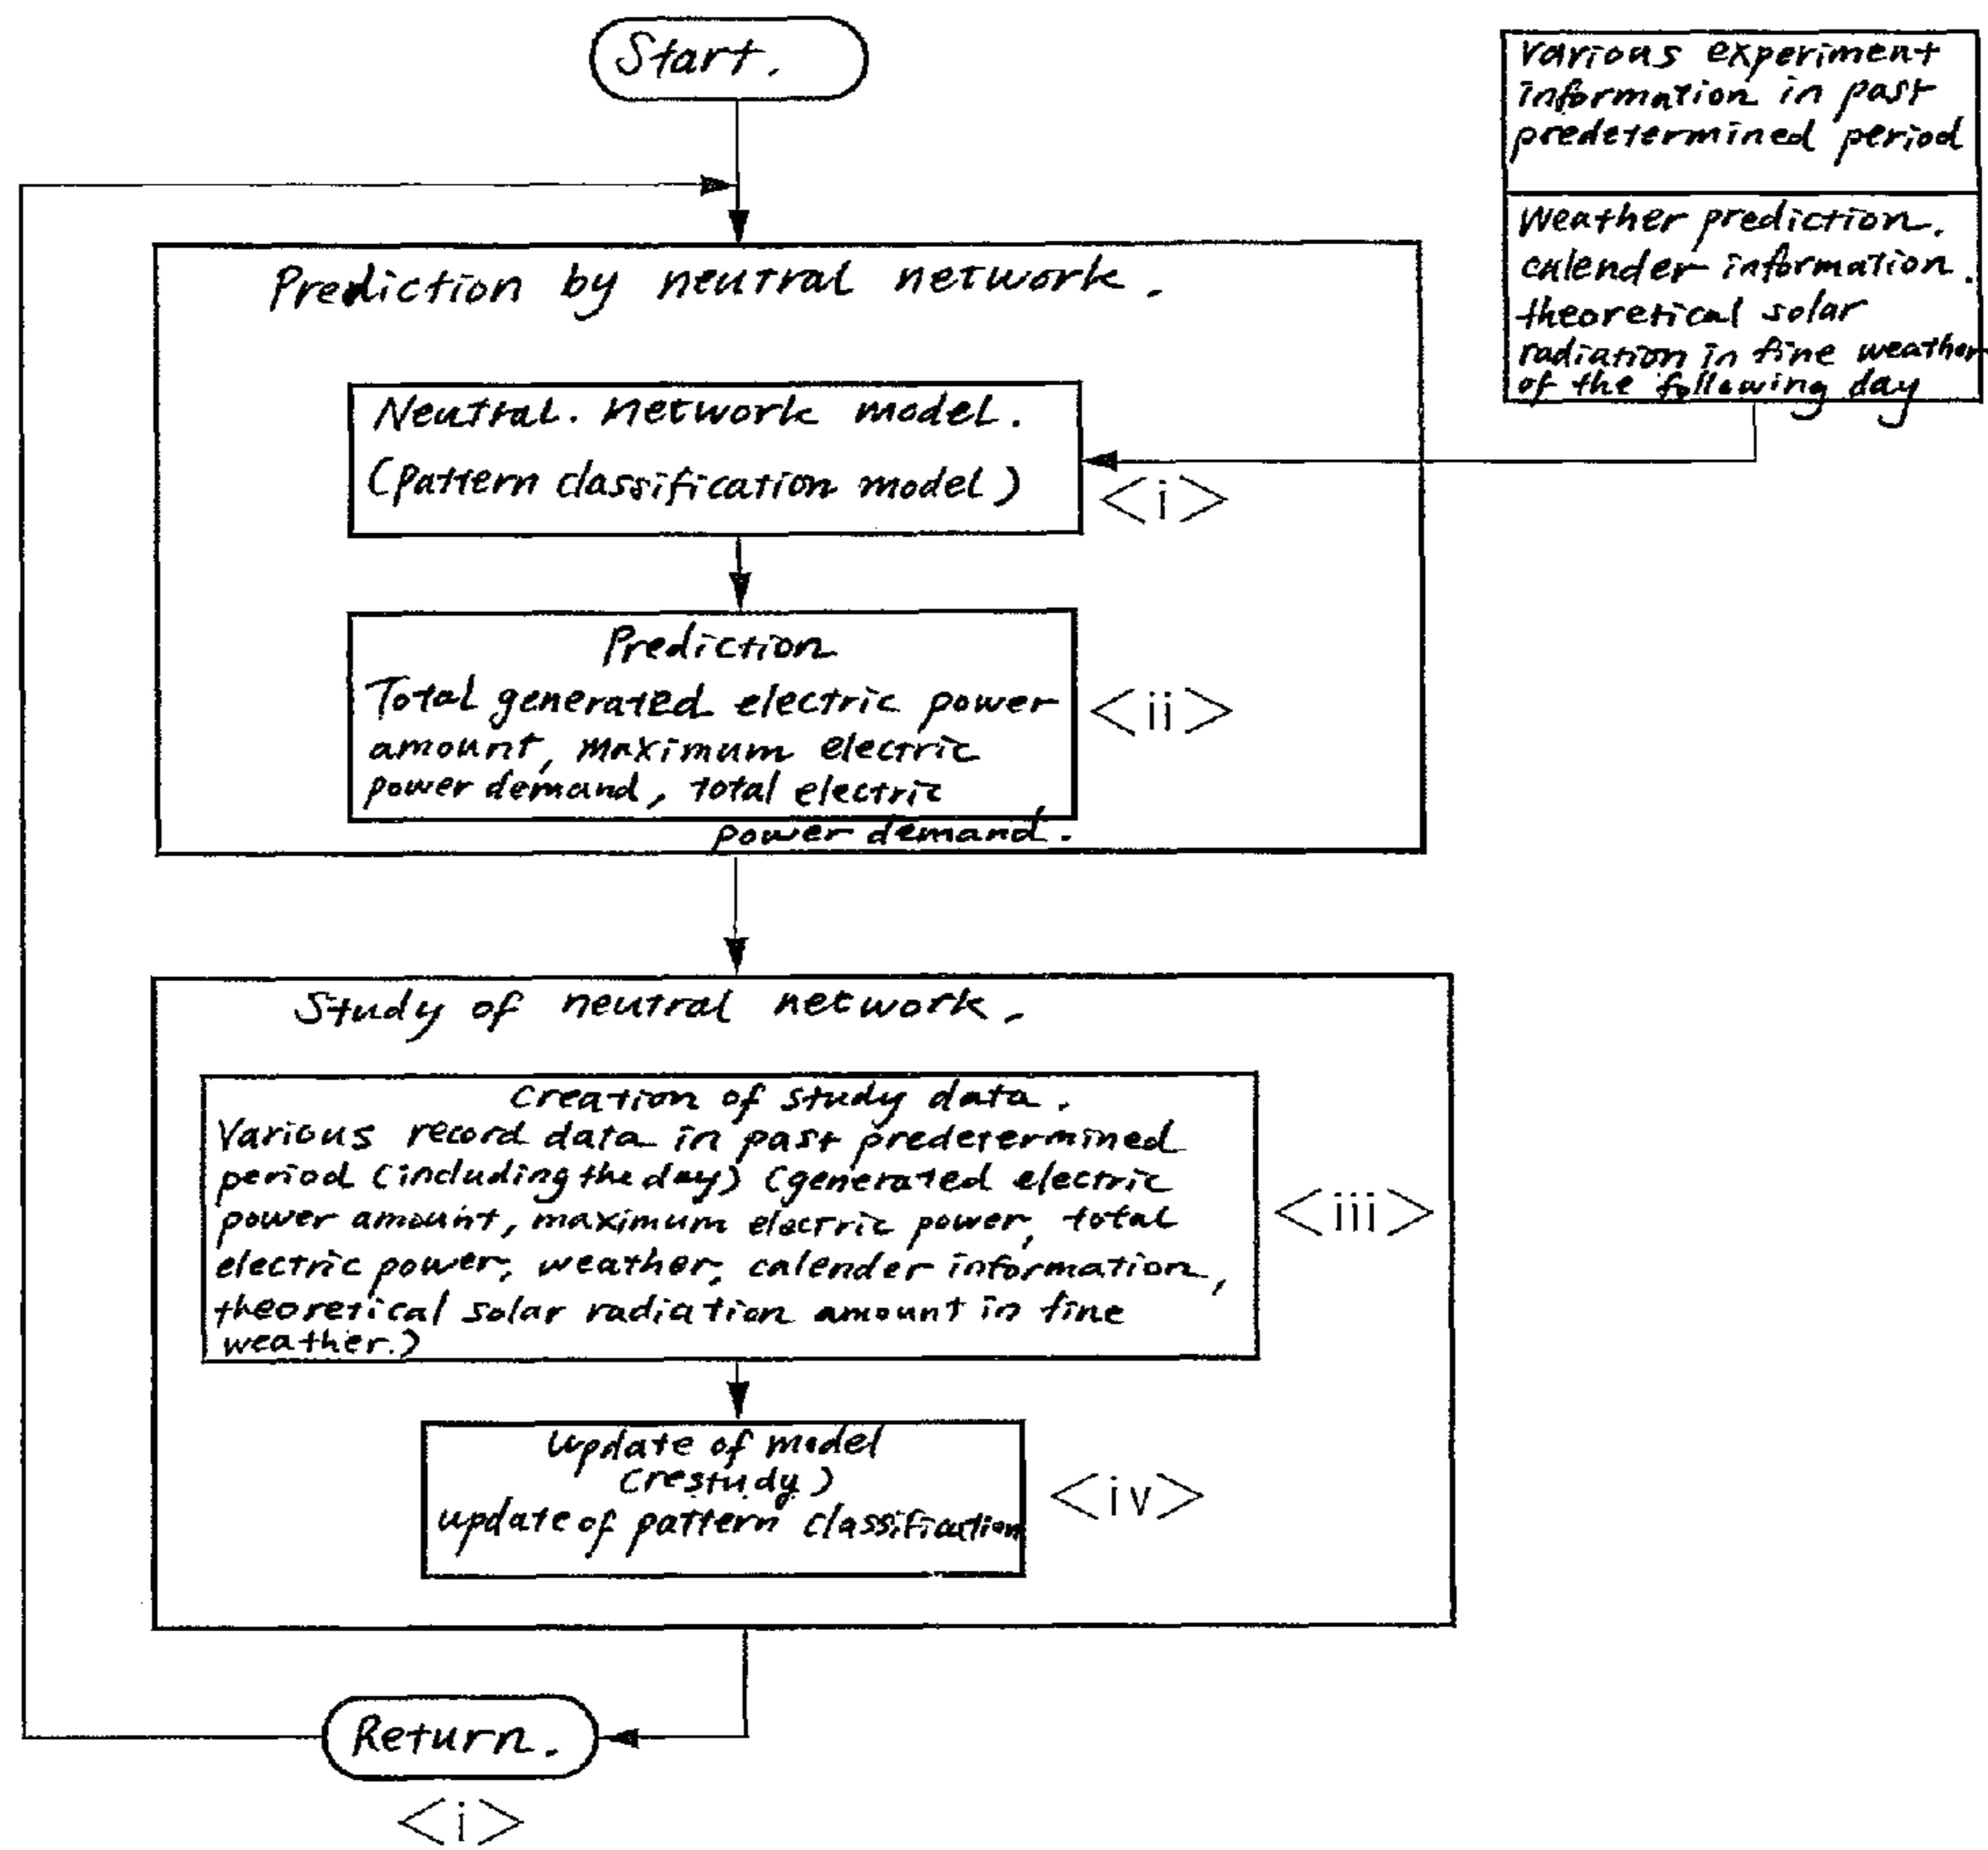 Start.
various experiment
information in past
predetermined period
Weather prediction.
calender information.
theoretical solar
radiation in fine weather
of the following day
Prediction by neutral network.
Neutral. network model.
(Pattern classification model)
<i>
Prediction
Total generated electric power
amount, maximum electric
power demand, total electric
power demand.
<ii>
Study of neutral network.
Creation of study data.
Various record data in past predetermined
period (including the day) (generated electric
power amount, maximum electric power, total
electric power, weather, calender information,
theoretical solar radiation amount in fine
weather.)
<iii>
Update of model
(restudy)
update of pattern classification
<iv>
Return.
<i>